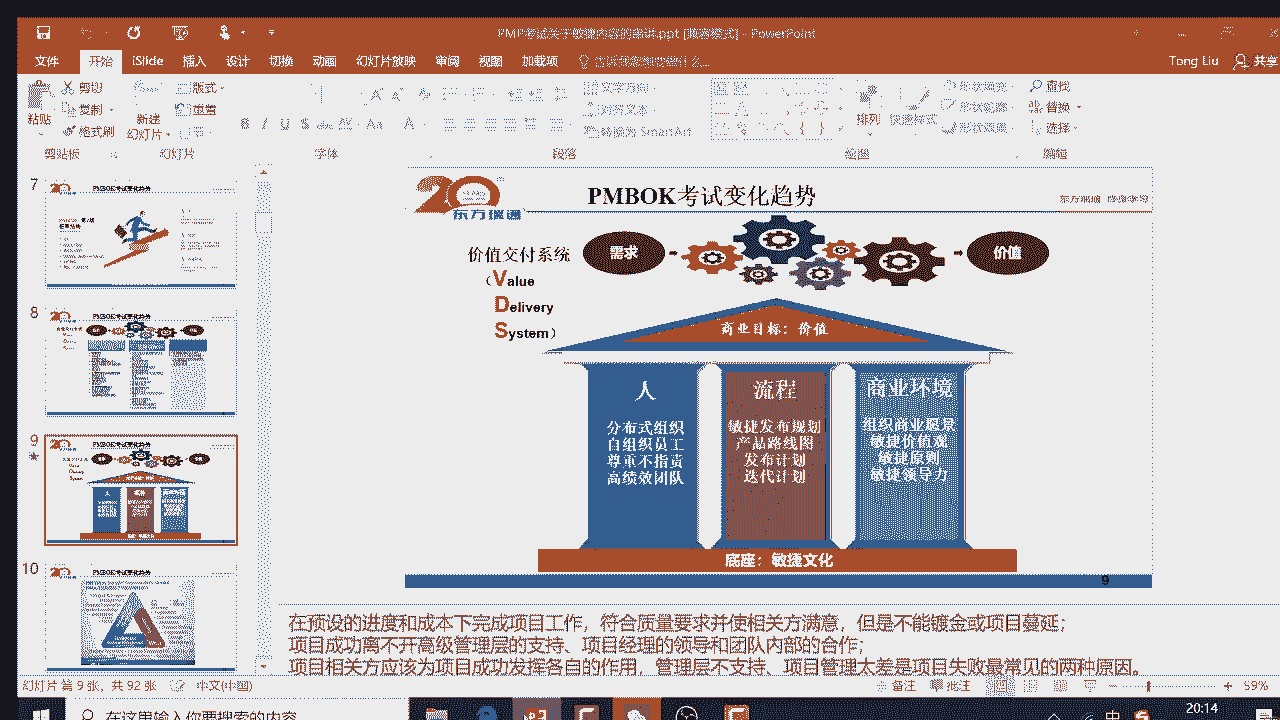 PMP考试关于敏捷内容的串讲.ppt [兼容模式] - PowerPoint
文件 开始 iSlide 插入 设计 切换 动画 幻灯片放映 审阅 视图 加载项 告诉我您想要做什么... Tong Liu 共享
剪切 版式 文字方向 形状填充 查找
粘贴 复制 新建 重置 对齐文本 排列 快速样式 形状轮廓 替换
格式刷 幻灯片 节 转换为 SmartArt 形状效果 选择
剪贴板 幻灯片 字体 段落 绘图 编辑
7
8
9
10
PMBOK考试变化趋势
价值交付系统
（Value
Delivery
System）
需求 价值
商业目标：价值
人
分布式组织
自组织员工
尊重不指责
高绩效团队
流程
敏捷发布规划
产品路线图
发布计划
迭代计划
商业环境
组织商业愿景
敏捷价值观
敏捷原则
敏捷领导力
底座：敏捷文化
9
在预设的进度和成本下完成项目工作，符合质量要求并使相关方满意，但是不能镀金或项目蔓延；
项目成功离不开高级管理层的支持、项目经理的领导和团队内部的合作；
项目相关方应该为项目成功发挥各自的作用，管理层不支持、项目管理太差是项目失败最常见的两种原因。
幻灯片 第 9 张，共 92 张 中文(中国) 备注 批注 59%
在这里输入你要搜索的内容 中 20:14